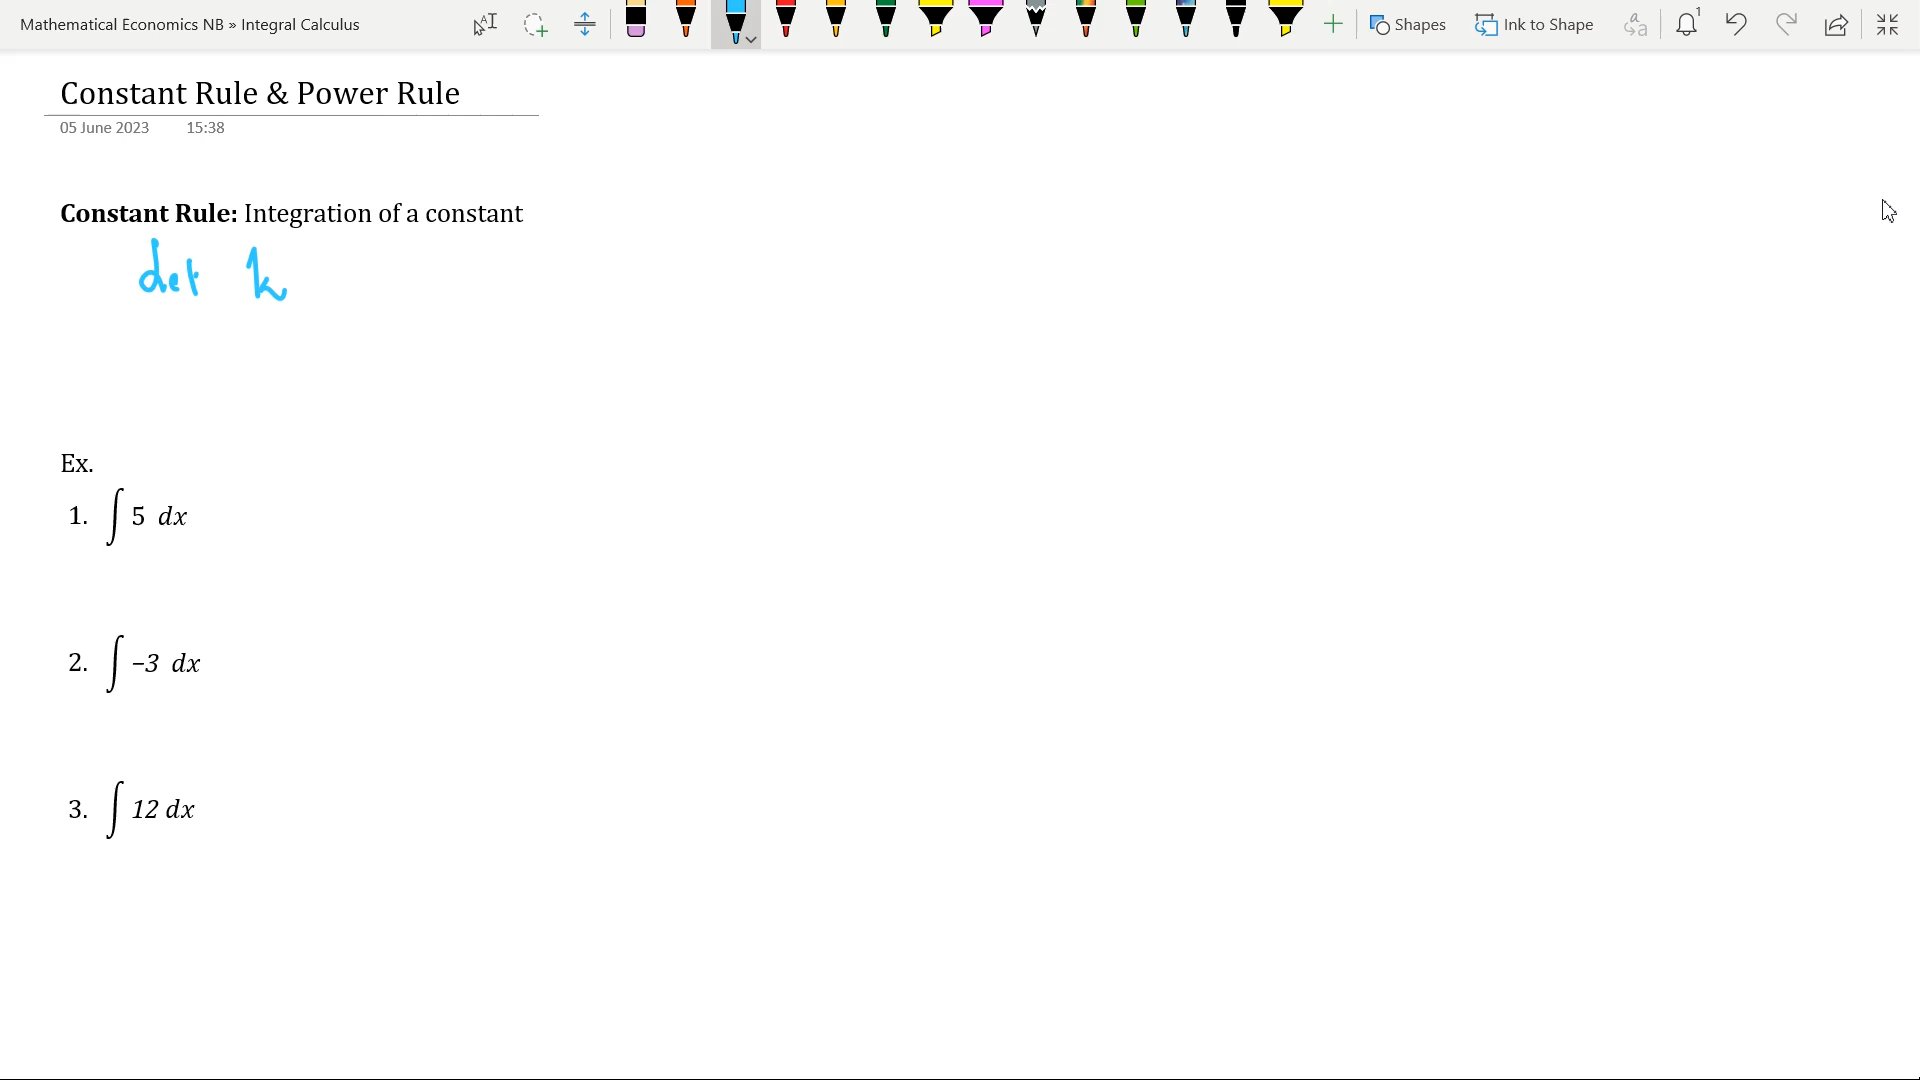 Mathematical Economics NB » Integral Calculus
Shapes
Ink to Shape
1
Constant Rule & Power Rule
05 June 2023 15:38
Constant Rule: Integration of a constant
det k
Ex.
1. ∫ 5 dx
2. ∫ −3 dx
3. ∫ 12 dx